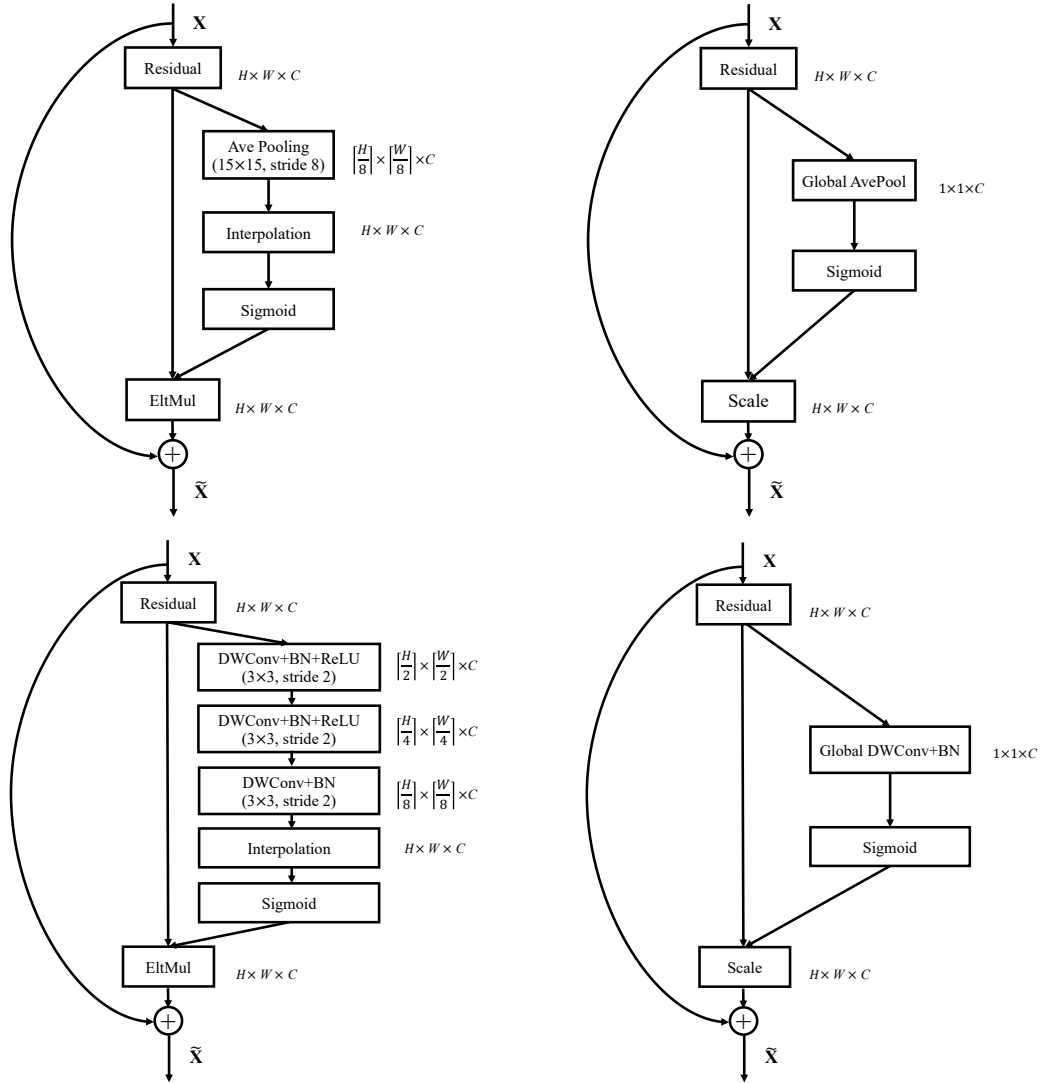 X
Residual
H × W × C
Ave Pooling
(15×15, stride 8)
⌈H/8⌉ × ⌈W/8⌉ ×C
Interpolation
H × W × C
Sigmoid
EltMul
H × W × C
+
X̃
X
Residual
H × W × C
Global AvePool
1×1×C
Sigmoid
Scale
H × W × C
+
X̃
X
Residual
H × W × C
DWConv+BN+ReLU
(3×3, stride 2)
⌈H/2⌉ × ⌈W/2⌉ ×C
DWConv+BN+ReLU
(3×3, stride 2)
⌈H/4⌉ × ⌈W/4⌉ ×C
DWConv+BN
(3×3, stride 2)
⌈H/8⌉ × ⌈W/8⌉ ×C
Interpolation
H × W × C
Sigmoid
EltMul
H × W × C
+
X̃
X
Residual
H × W × C
Global DWConv+BN
1×1×C
Sigmoid
Scale
H × W × C
+
X̃